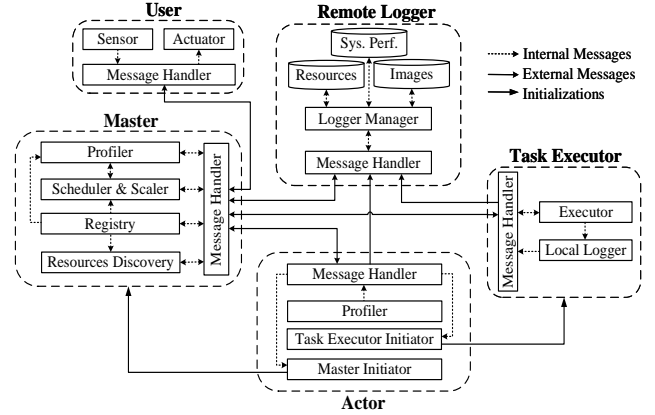 User
Sensor
Actuator
Message Handler
Remote Logger
Sys. Perf.
Resources
Images
Logger Manager
Message Handler
Internal Messages
External Messages
Initializations
Master
Profiler
Scheduler & Scaler
Registry
Resources Discovery
Message Handler
Task Executor
Message Handler
Executor
Local Logger
Message Handler
Profiler
Task Executor Initiator
Master Initiator
Actor